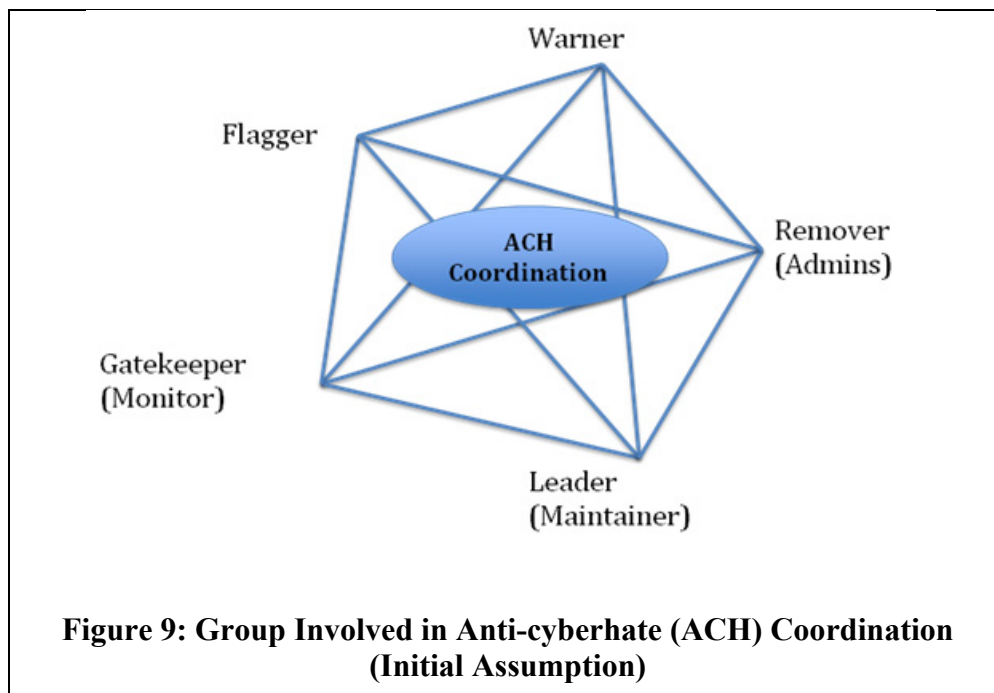 Warner
Flagger
ACH
Coordination
Remover
(Admins)
Gatekeeper
(Monitor)
Leader
(Maintainer)
Figure 9: Group Involved in Anti-cyberhate (ACH) Coordination
(Initial Assumption)